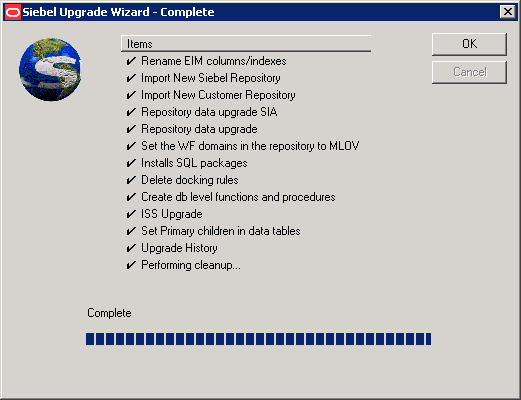 Siebel Upgrade Wizard - Complete
Items
OK
Cancel
Rename EIM columns/indexes
Import New Siebel Repository
Import New Customer Repository
Repository data upgrade SIA
Repository data upgrade
Set the WF domains in the repository to MLOV
Installs SQL packages
Delete docking rules
Create db level functions and procedures
ISS Upgrade
Set Primary children in data tables
Upgrade History
Performing cleanup...
Complete